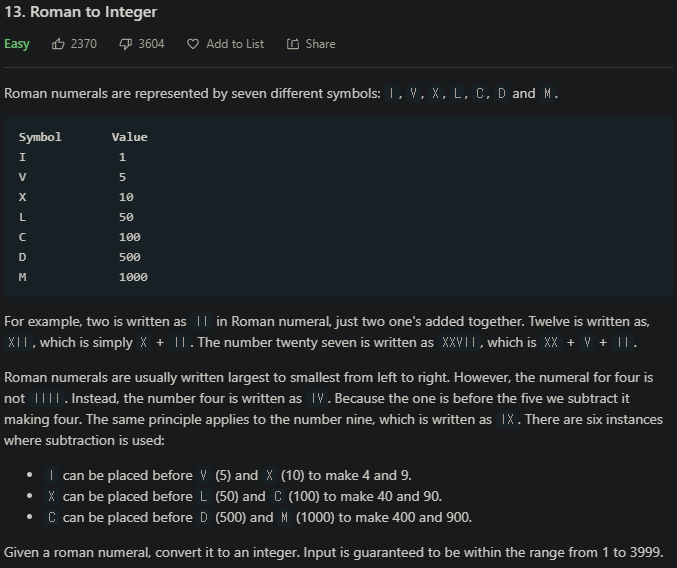 13. Roman to Integer
Easy 2370 3604 Add to List Share
Roman numerals are represented by seven different symbols: I, V, X, L, C, D and M.
Symbol Value
I 1
V 5
X 10
L 50
C 100
D 500
M 1000
For example, two is written as II in Roman numeral, just two one's added together. Twelve is written as,
XII, which is simply X + II. The number twenty seven is written as XXVII, which is XX + V + II.
Roman numerals are usually written largest to smallest from left to right. However, the numeral for four is
not IIII. Instead, the number four is written as IV. Because the one is before the five we subtract it
making four. The same principle applies to the number nine, which is written as IX. There are six instances
where subtraction is used:
• I can be placed before V (5) and X (10) to make 4 and 9.
• X can be placed before L (50) and C (100) to make 40 and 90.
• C can be placed before D (500) and M (1000) to make 400 and 900.
Given a roman numeral, convert it to an integer. Input is guaranteed to be within the range from 1 to 3999.